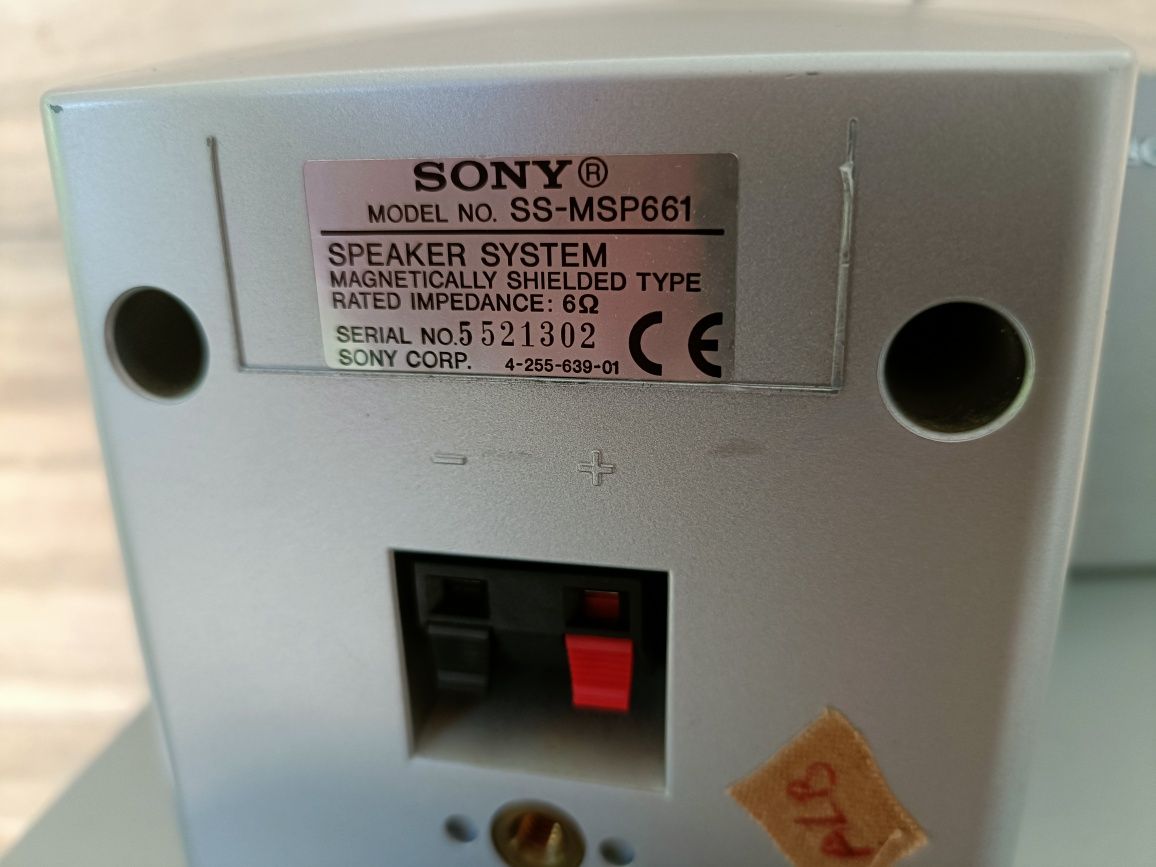 SONY®
MODEL NO. SS-MSP661
SPEAKER SYSTEM
MAGNETICALLY SHIELDED TYPE
RATED IMPEDANCE: 6Ω
SERIAL NO. 5521302
SONY CORP. 4-255-639-01
CE
− +